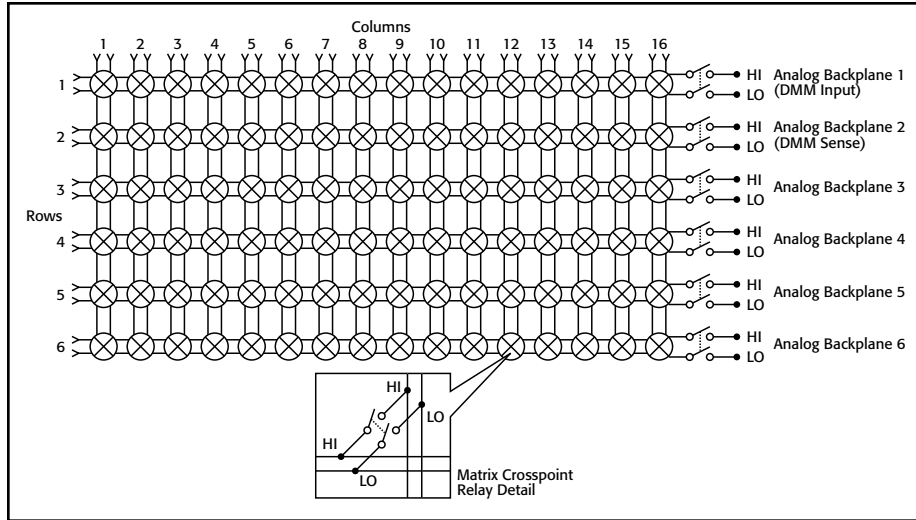 Columns
1 2 3 4 5 6 7 8 9 10 11 12 13 14 15 16
1
HI Analog Backplane 1
LO (DMM Input)
2
HI Analog Backplane 2
LO (DMM Sense)
3
HI
LO
Analog Backplane 3
Rows
4
HI
LO
Analog Backplane 4
5
HI
LO
Analog Backplane 5
6
HI
LO
Analog Backplane 6
HI
LO
HI
LO
Matrix Crosspoint
Relay Detail